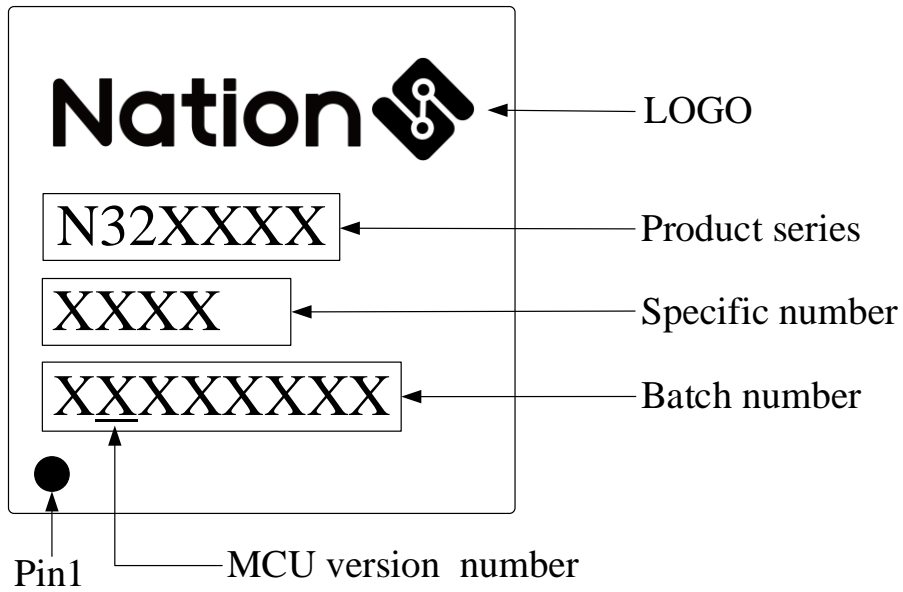 Nation
LOGO
N32XXXX
Product series
XXXX
Specific number
XXXXXXXX
Batch number
Pin1
MCU version number